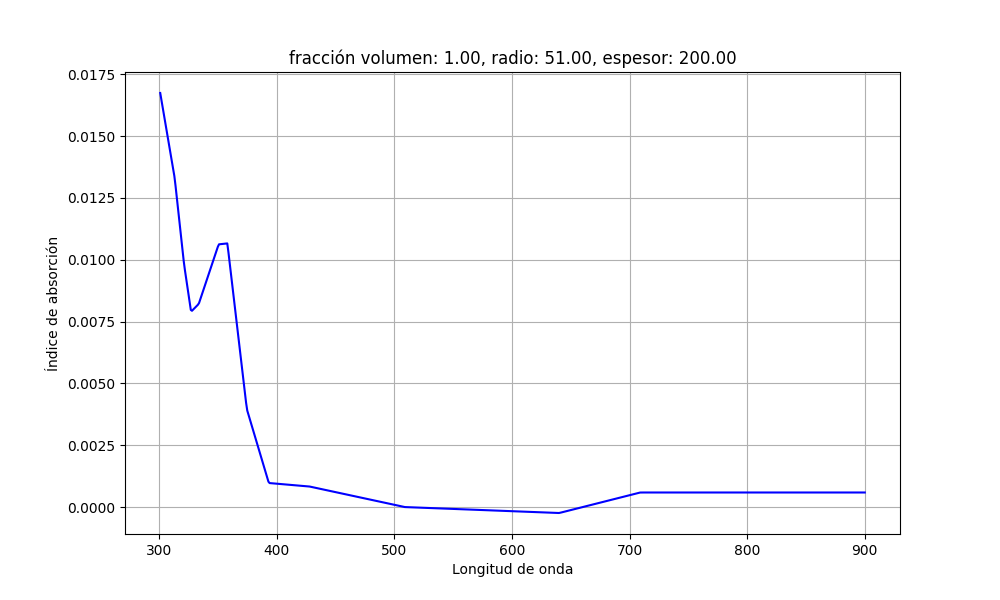 fracción volumen: 1.00, radio: 51.00, espesor: 200.00
0.0175
0.0150
0.0125
0.0100
0.0075
0.0050
0.0025
0.0000
Índice de absorción
300 400 500 600 700 800 900
Longitud de onda